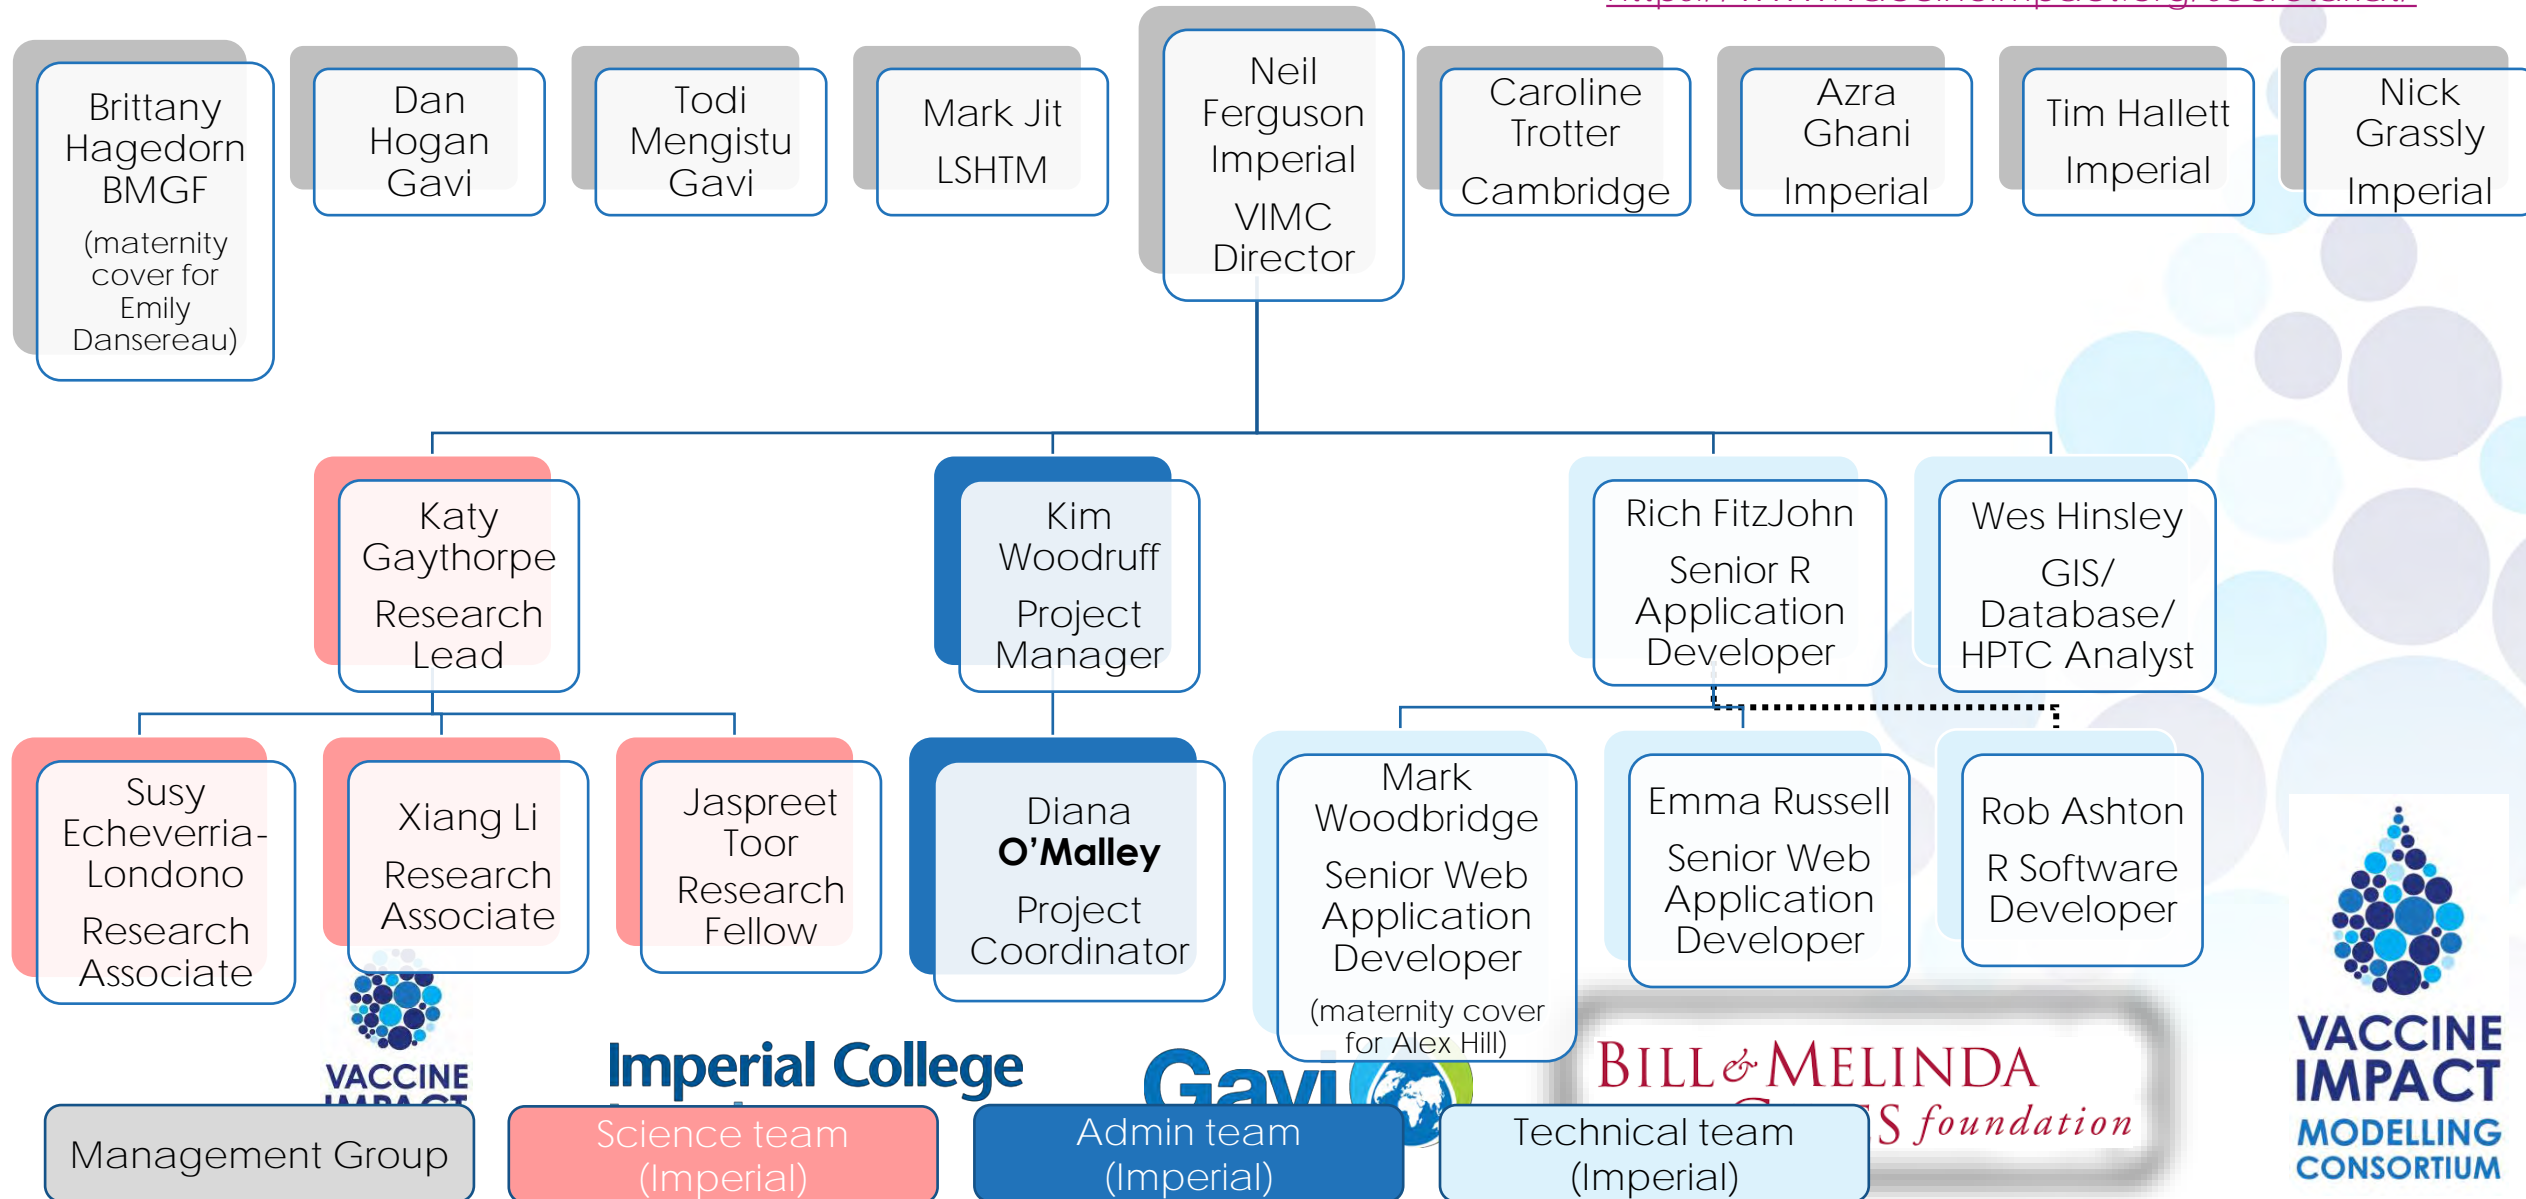 Brittany
Hagedorn
BMGF
(maternity
cover for
Emily
Dansereau)
Dan
Hogan
Gavi
Todi
Mengistu
Gavi
Mark Jit
LSHTM
Neil
Ferguson
Imperial
VIMC
Director
Caroline
Trotter
Cambridge
Azra
Ghani
Imperial
Tim Hallett
Imperial
Nick
Grassly
Imperial
Katy
Gaythorpe
Research
Lead
Kim
Woodruff
Project
Manager
Rich FitzJohn
Senior R
Application
Developer
Wes Hinsley
GIS/
Database/
HPTC Analyst
Susy
Echeverria-
Londono
Research
Associate
Xiang Li
Research
Associate
Jaspreet
Toor
Research
Fellow
Diana
O’Malley
Project
Coordinator
Mark
Woodbridge
Senior Web
Application
Developer
(maternity cover
for Alex Hill)
Emma Russell
Senior Web
Application
Developer
Rob Ashton
R Software
Developer
VACCINE
IMPACT
Imperial College
Gavi
BILL & MELINDA
foundation
VACCINE
IMPACT
MODELLING
CONSORTIUM
Management Group
Science team
(Imperial)
Admin team
(Imperial)
Technical team
(Imperial)